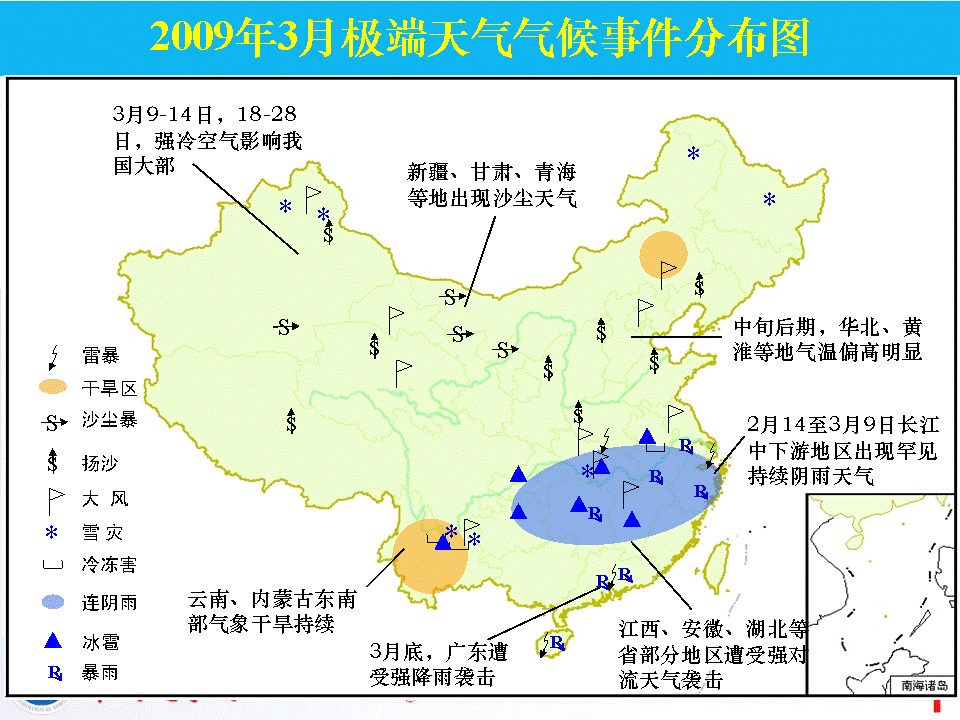 2009年3月极端天气气候事件分布图
3月9-14日，18-28
日，强冷空气影响我
国大部
新疆、甘肃、青海
等地出现沙尘天气
中旬后期，华北、黄
淮等地气温偏高明显
2月14至3月9日长江
中下游地区出现罕见
持续阴雨天气
雷暴
干旱区
沙尘暴
扬沙
大 风
雪 灾
冷冻害
连阴雨
冰雹
暴雨
云南、内蒙古东南
部气象干旱持续
3月底，广东遭
受强降雨袭击
江西、安徽、湖北等
省部分地区遭受强对
流天气袭击
南海诸岛